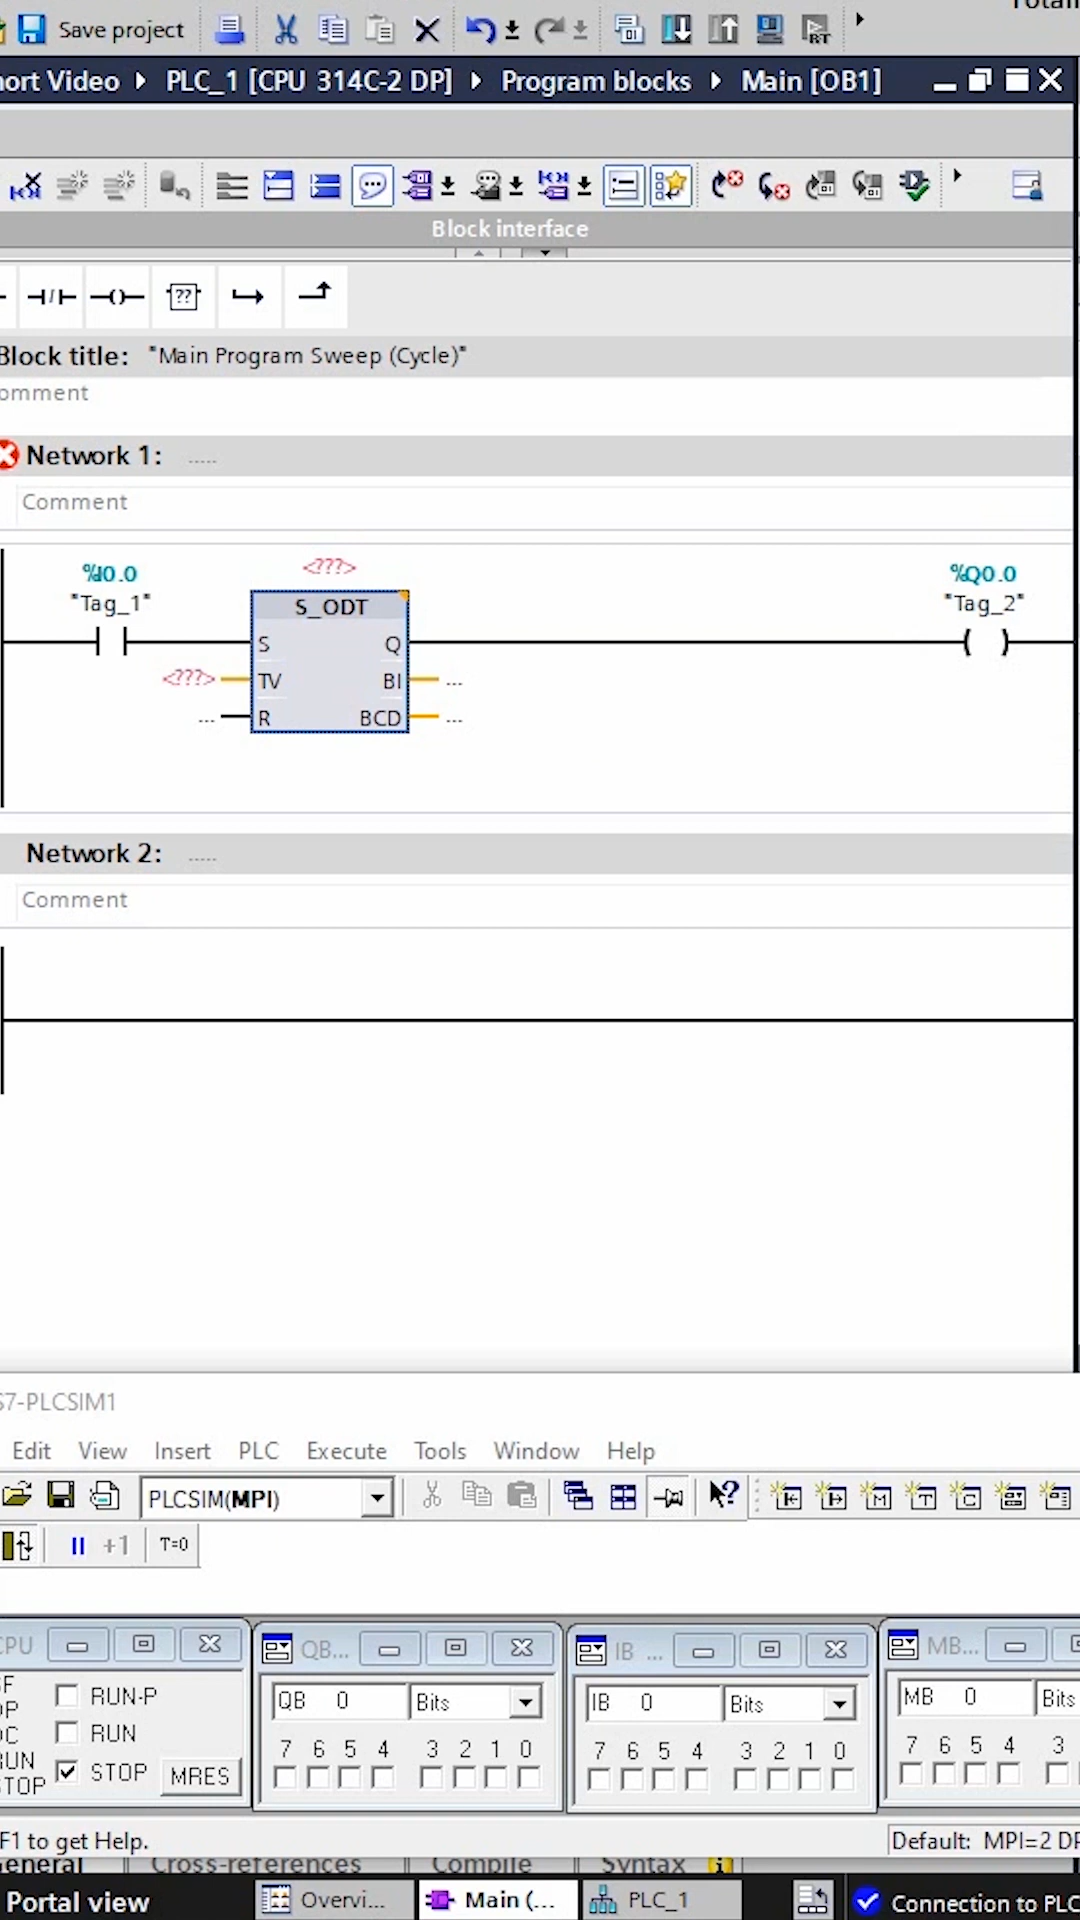 Save project
ort Video PLC_1 [CPU 314C-2 DP] Program blocks Main [OB1]
Block interface
??
Block title: "Main Program Sweep (Cycle)"
omment
Network 1: .....
Comment
%I0.0
"Tag_1"
<???>
S_ODT
S Q
<???> TV BI ...
... R BCD ...
%Q0.0
"Tag_2"
Network 2: .....
Comment
S7-PLCSIM1
Edit View Insert PLC Execute Tools Window Help
PLCSIM(MPI)
+1 T=0
CPU
RUN-P
RUN
STOP
MRES
QB...
QB 0 Bits
7 6 5 4 3 2 1 0
IB ...
IB 0 Bits
7 6 5 4 3 2 1 0
MB...
MB 0 Bits
7 6 5 4 3
F1 to get Help.
Default: MPI=2 DP
eneral Cross-references Compile Syntax
Portal view Overvi... Main (... PLC_1 Connection to PLC